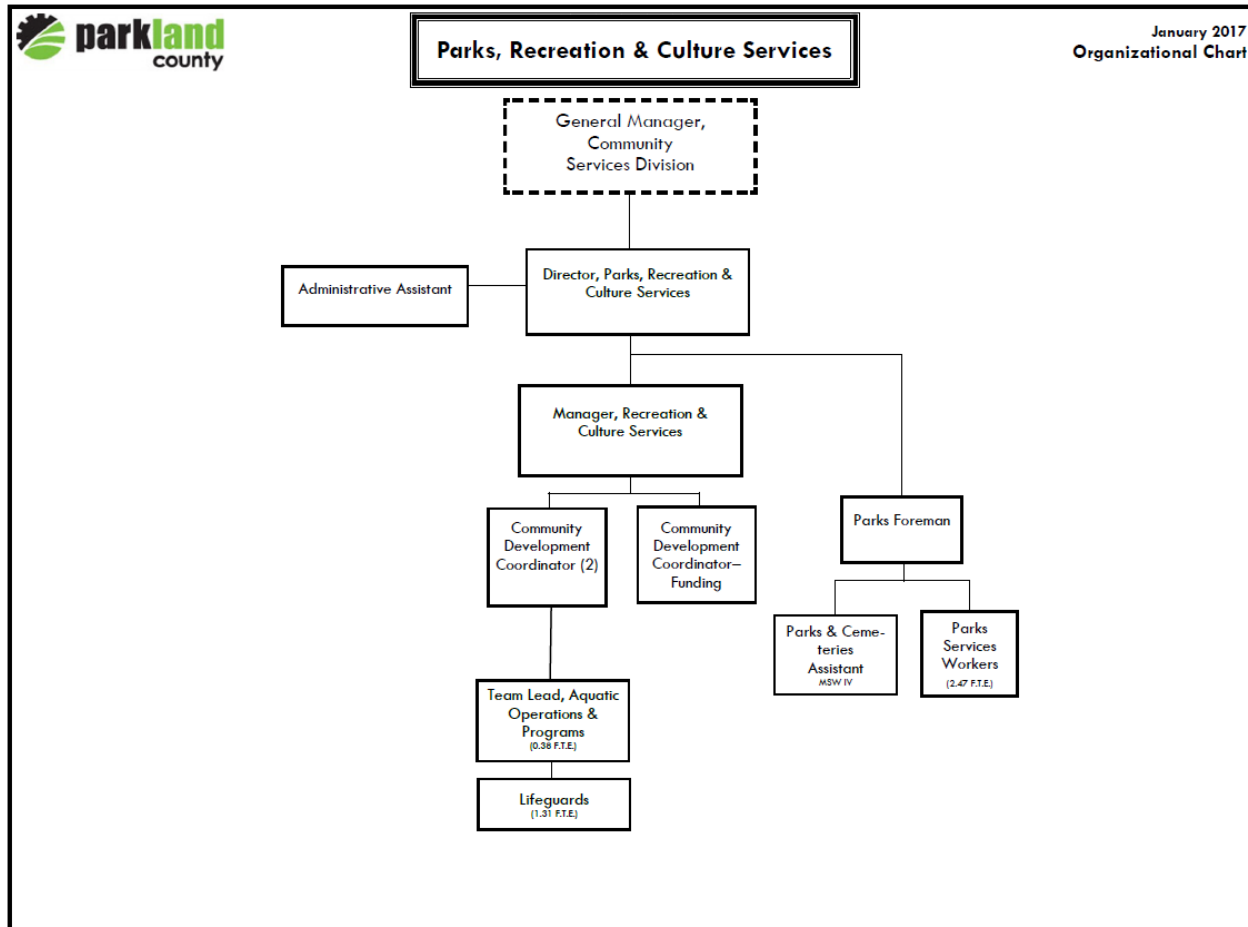 parkland
county
Parks, Recreation & Culture Services
January 2017
Organizational Chart
General Manager,
Community
Services Division
Administrative Assistant
Director, Parks, Recreation &
Culture Services
Manager, Recreation &
Culture Services
Community
Development
Coordinator (2)
Community
Development
Coordinator–
Funding
Parks Foreman
Parks & Ceme-
teries
Assistant
MSW IV
Parks
Services
Workers
(2.47 F.T.E.)
Team Lead, Aquatic
Operations &
Programs
(0.38 F.T.E.)
Lifeguards
(1.31 F.T.E.)